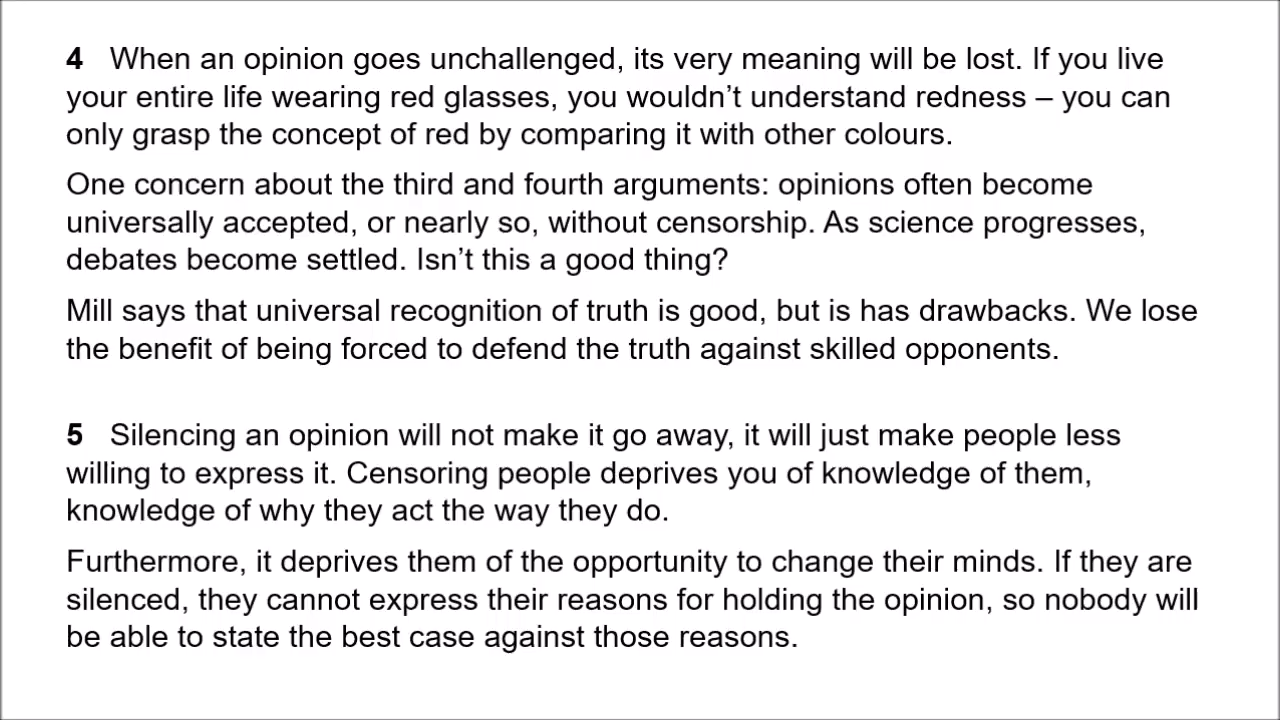 4 When an opinion goes unchallenged, its very meaning will be lost. If you live
your entire life wearing red glasses, you wouldn’t understand redness – you can
only grasp the concept of red by comparing it with other colours.
One concern about the third and fourth arguments: opinions often become
universally accepted, or nearly so, without censorship. As science progresses,
debates become settled. Isn’t this a good thing?
Mill says that universal recognition of truth is good, but is has drawbacks. We lose
the benefit of being forced to defend the truth against skilled opponents.
5 Silencing an opinion will not make it go away, it will just make people less
willing to express it. Censoring people deprives you of knowledge of them,
knowledge of why they act the way they do.
Furthermore, it deprives them of the opportunity to change their minds. If they are
silenced, they cannot express their reasons for holding the opinion, so nobody will
be able to state the best case against those reasons.